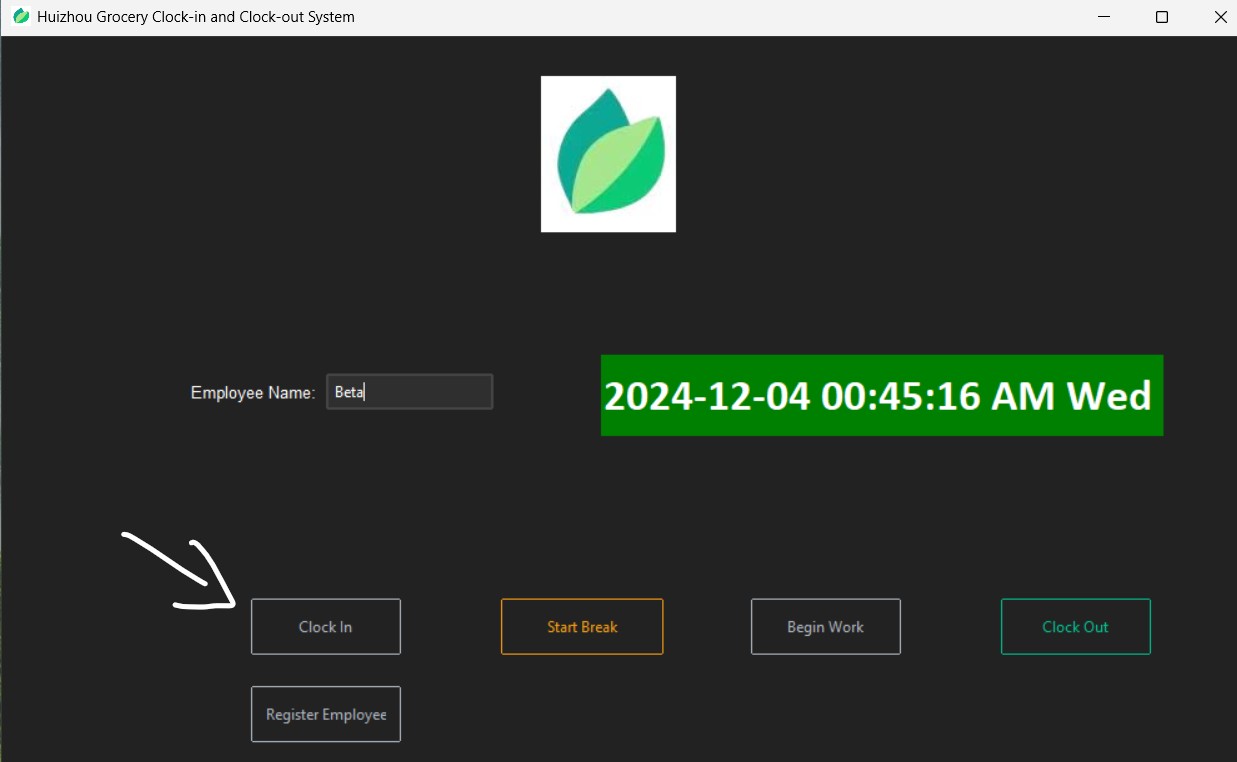 Huizhou Grocery Clock-in and Clock-out System
Employee Name: Beta
2024-12-04 00:45:16 AM Wed
Clock In
Start Break
Begin Work
Clock Out
Register Employee